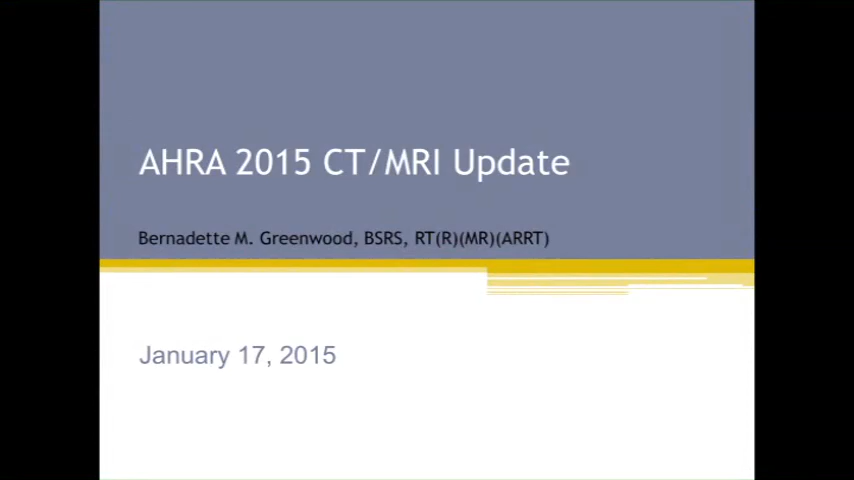 AHRA 2015 CT/MRI Update
Bernadette M. Greenwood, BSRS, RT(R)(MR)(ARRT)
January 17, 2015